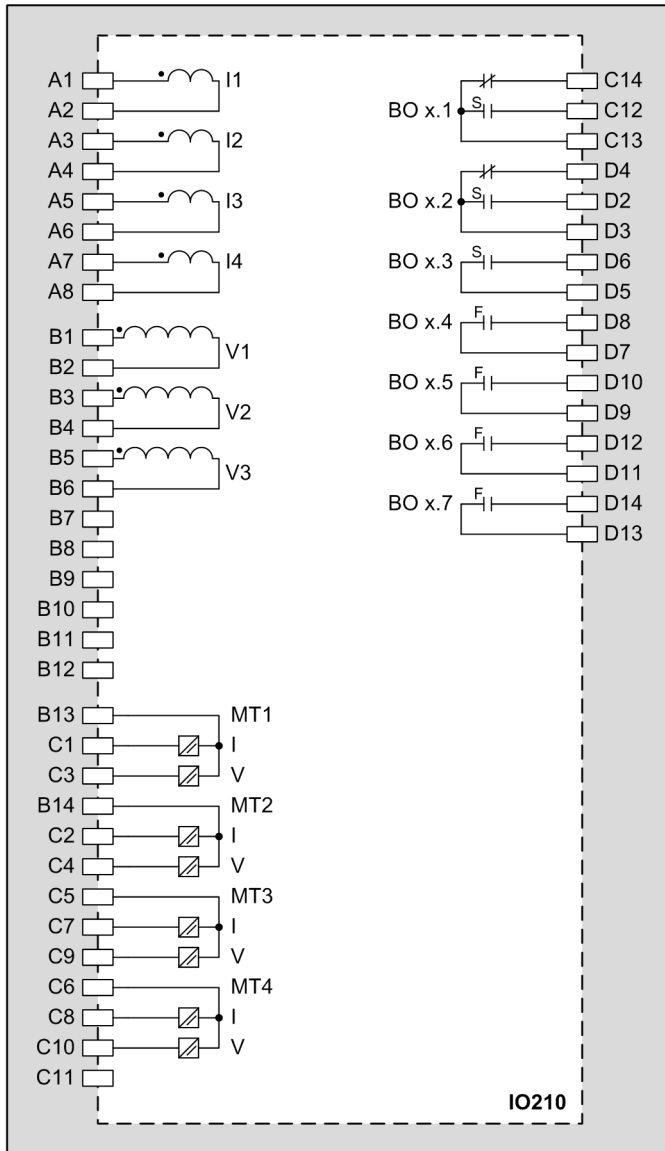 A1 I1
A2
A3 I2
A4
A5 I3
A6
A7 I4
A8
B1
V1
B2
B3
V2
B4
B5
V3
B6
B7
B8
B9
B10
B11
B12
B13 MT1
C1 I
C3 V
B14 MT2
C2 I
C4 V
C5 MT3
C7 I
C9 V
C6 MT4
C8 I
C10 V
C11
C14
BO x.1 S C12
C13
D4
BO x.2 S D2
D3
BO x.3 S D6
D5
BO x.4 F D8
D7
BO x.5 F D10
D9
BO x.6 F D12
D11
BO x.7 F D14
D13
IO210